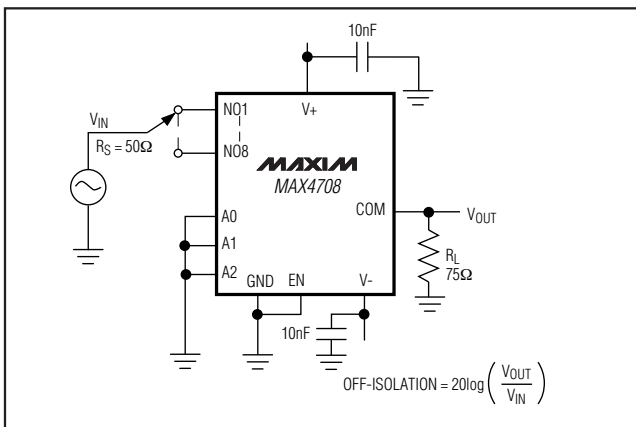 10nF
V+
NO1
NO8
VIN
RS = 50Ω
MAXIM
MAX4708
COM
VOUT
RL
75Ω
A0
A1
A2
GND
EN
V-
10nF
OFF-ISOLATION = 20log(VOUT/VIN)